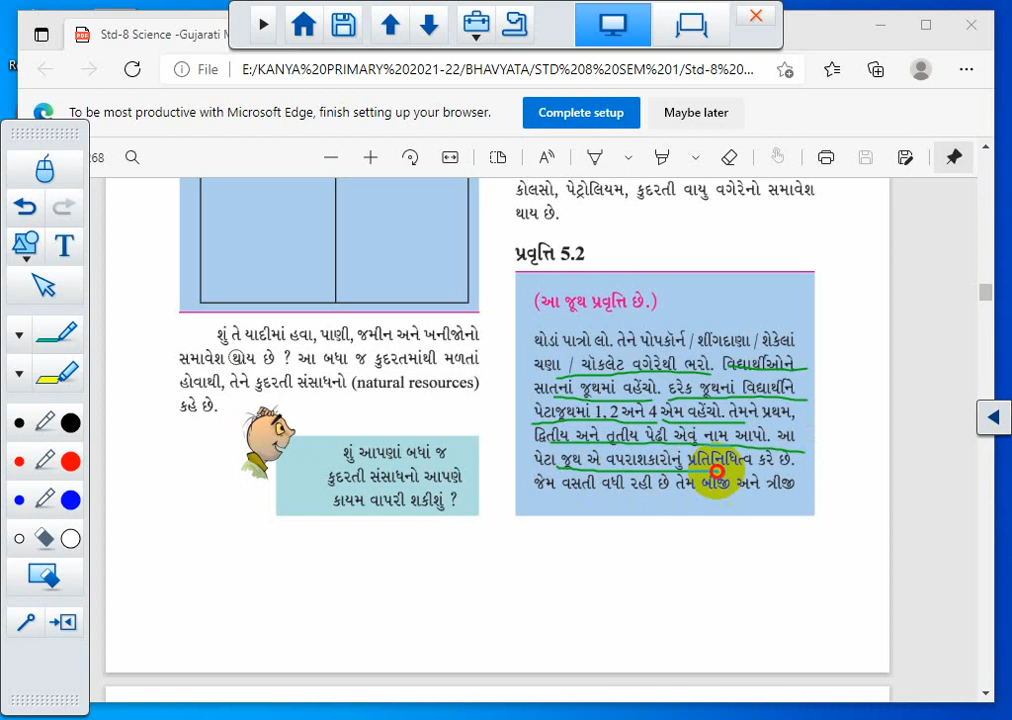 Std-8 Science -Gujarati M
File
E:/KANYA%20PRIMARY%202021-22/BHAVYATA/STD%208%20SEM%201/Std-8%20...
To be most productive with Microsoft Edge, finish setting up your browser.
Complete setup
Maybe later
68
T
શું તે યાદીમાં હવા, પાણી, જમીન અને ખનીજોનો
સમાવેશ થાય છે ? આ બધા જ કુદરતમાંથી મળતાં
હોવાથી, તેને કુદરતી સંસાધનો (natural resources)
કહે છે.
શું આપણાં બધાં જ
કુદરતી સંસાધનો આપણે
કાયમ વાપરી શકીશું ?
કોલસો, પેટ્રોલિયમ, કુદરતી વાયુ વગેરેનો સમાવેશ
થાય છે.
પ્રવૃત્તિ 5.2
(આ જૂથ પ્રવૃત્તિ છે.)
થોડાં પાત્રો લો. તેને પોપકૉર્ન / શીંગદાણા / શેકેલાં
ચણા / ચૉકલેટ વગેરેથી ભરો. વિદ્યાર્થીઓને
સાતનાં જૂથમાં વહેંચો. દરેક જૂથનાં વિદ્યાર્થીને
પેટાજૂથમાં 1, 2 અને 4 એમ વહેંચો. તેમને પ્રથમ,
દ્વિતીય અને તૃતીય પેઢી એવું નામ આપો. આ
પેટા જૂથ એ વપરાશકારોનું પ્રતિનિધિત્વ કરે છે.
જેમ વસતી વધી રહી છે તેમ બીજી અને ત્રીજી